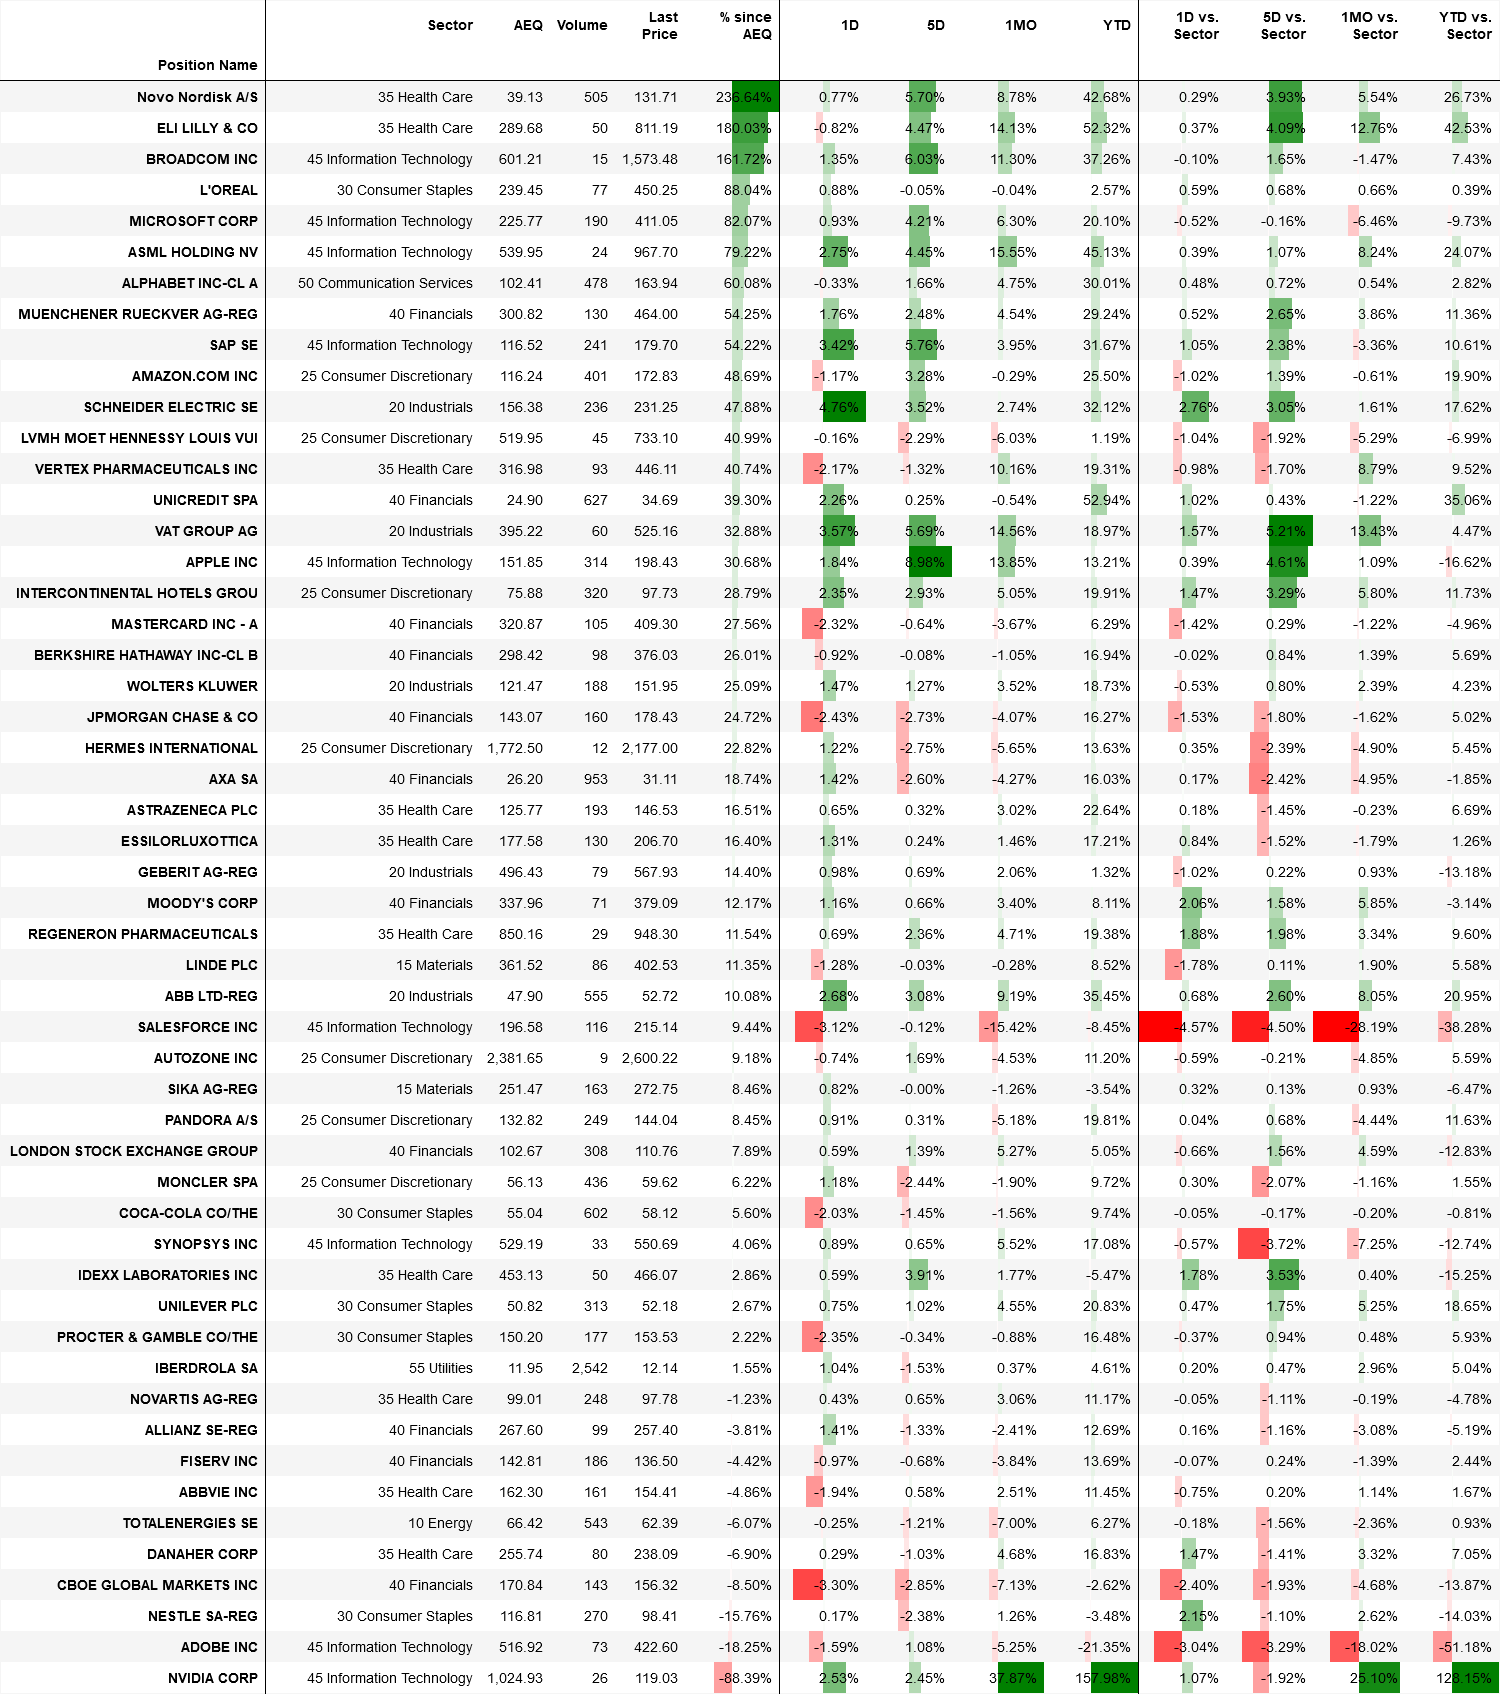 Position Name Sector AEQ Volume Last Price % since AEQ 1D 5D 1MO YTD 1D vs. Sector 5D vs. Sector 1MO vs. Sector YTD vs. Sector
Novo Nordisk A/S 35 Health Care 39.13 505 131.71 236.64% 0.77% 5.70% 8.78% 42.68% 0.29% 3.93% 5.54% 26.73%
ELI LILLY & CO 35 Health Care 289.68 50 811.19 180.03% -0.82% 4.47% 14.13% 52.32% 0.37% 4.09% 12.76% 42.53%
BROADCOM INC 45 Information Technology 601.21 15 1,573.48 161.72% 1.35% 6.03% 11.30% 37.26% -0.10% 1.65% -1.47% 7.43%
L'OREAL 30 Consumer Staples 239.45 77 450.25 88.04% 0.88% -0.05% -0.04% 2.57% 0.59% 0.68% 0.66% 0.39%
MICROSOFT CORP 45 Information Technology 225.77 190 411.05 82.07% 0.93% 4.21% 6.30% 20.10% -0.52% -0.16% -6.46% -9.73%
ASML HOLDING NV 45 Information Technology 539.95 24 967.70 79.22% 2.75% 4.45% 15.55% 45.13% 0.39% 1.07% 8.24% 24.07%
ALPHABET INC-CL A 50 Communication Services 102.41 478 163.94 60.08% -0.33% 1.66% 4.75% 30.01% 0.48% 0.72% 0.54% 2.82%
MUENCHENER RUECKVER AG-REG 40 Financials 300.82 130 464.00 54.25% 1.76% 2.48% 4.54% 29.24% 0.52% 2.65% 3.86% 11.36%
SAP SE 45 Information Technology 116.52 241 179.70 54.22% 3.42% 5.76% 3.95% 31.67% 1.05% 2.38% -3.36% 10.61%
AMAZON.COM INC 25 Consumer Discretionary 116.24 401 172.83 48.69% -1.17% 3.28% -0.29% 25.50% -1.02% 1.39% -0.61% 19.90%
SCHNEIDER ELECTRIC SE 20 Industrials 156.38 236 231.25 47.88% 4.76% 3.52% 2.74% 32.12% 2.76% 3.05% 1.61% 17.62%
LVMH MOET HENNESSY LOUIS VUI 25 Consumer Discretionary 519.95 45 733.10 40.99% -0.16% -2.29% -6.03% 1.19% -1.04% -1.92% -5.29% -6.99%
VERTEX PHARMACEUTICALS INC 35 Health Care 316.98 93 446.11 40.74% -2.17% -1.32% 10.16% 19.31% -0.98% -1.70% 8.79% 9.52%
UNICREDIT SPA 40 Financials 24.90 627 34.69 39.30% 2.26% 0.25% -0.54% 52.94% 1.02% 0.43% -1.22% 35.06%
VAT GROUP AG 20 Industrials 395.22 60 525.16 32.88% 3.57% 5.69% 14.56% 18.97% 1.57% 5.21% 13.43% 4.47%
APPLE INC 45 Information Technology 151.85 314 198.43 30.68% 1.84% 8.98% 13.85% 13.21% 0.39% 4.61% 1.09% -16.62%
INTERCONTINENTAL HOTELS GROU 25 Consumer Discretionary 75.88 320 97.73 28.79% 2.35% 2.93% 5.05% 19.91% 1.47% 3.29% 5.80% 11.73%
MASTERCARD INC - A 40 Financials 320.87 105 409.30 27.56% -2.32% -0.64% -3.67% 6.29% -1.42% 0.29% -1.22% -4.96%
BERKSHIRE HATHAWAY INC-CL B 40 Financials 298.42 98 376.03 26.01% -0.92% -0.08% -1.05% 16.94% -0.02% 0.84% 1.39% 5.69%
WOLTERS KLUWER 20 Industrials 121.47 188 151.95 25.09% 1.47% 1.27% 3.52% 18.73% -0.53% 0.80% 2.39% 4.23%
JPMORGAN CHASE & CO 40 Financials 143.07 160 178.43 24.72% -2.43% -2.73% -4.07% 16.27% -1.53% -1.80% -1.62% 5.02%
HERMES INTERNATIONAL 25 Consumer Discretionary 1,772.50 12 2,177.00 22.82% 1.22% -2.75% -5.65% 13.63% 0.35% -2.39% -4.90% 5.45%
AXA SA 40 Financials 26.20 953 31.11 18.74% 1.42% -2.60% -4.27% 16.03% 0.17% -2.42% -4.95% -1.85%
ASTRAZENECA PLC 35 Health Care 125.77 193 146.53 16.51% 0.65% 0.32% 3.02% 22.64% 0.18% -1.45% -0.23% 6.69%
ESSILORLUXOTTICA 35 Health Care 177.58 130 206.70 16.40% 1.31% 0.24% 1.46% 17.21% 0.84% -1.52% -1.79% 1.26%
GEBERIT AG-REG 20 Industrials 496.43 79 567.93 14.40% 0.98% 0.69% 2.06% 1.32% -1.02% 0.22% 0.93% -13.18%
MOODY'S CORP 40 Financials 337.96 71 379.09 12.17% 1.16% 0.66% 3.40% 8.11% 2.06% 1.58% 5.85% -3.14%
REGENERON PHARMACEUTICALS 35 Health Care 850.16 29 948.30 11.54% 0.69% 2.36% 4.71% 19.38% 1.88% 1.98% 3.34% 9.60%
LINDE PLC 15 Materials 361.52 86 402.53 11.35% -1.28% -0.03% -0.28% 8.52% -1.78% 0.11% 1.90% 5.58%
ABB LTD-REG 20 Industrials 47.90 555 52.72 10.08% 2.68% 3.08% 9.19% 35.45% 0.68% 2.60% 8.05% 20.95%
SALESFORCE INC 45 Information Technology 196.58 116 215.14 9.44% -3.12% -0.12% -15.42% -8.45% -4.57% -4.50% -28.19% -38.28%
AUTOZONE INC 25 Consumer Discretionary 2,381.65 9 2,600.22 9.18% -0.74% 1.69% -4.53% 11.20% -0.59% -0.21% -4.85% 5.59%
SIKA AG-REG 15 Materials 251.47 163 272.75 8.46% 0.82% -0.00% -1.26% -3.54% 0.32% 0.13% 0.93% -6.47%
PANDORA A/S 25 Consumer Discretionary 132.82 249 144.04 8.45% 0.91% 0.31% -5.18% 19.81% 0.04% 0.68% -4.44% 11.63%
LONDON STOCK EXCHANGE GROUP 40 Financials 102.67 308 110.76 7.89% 0.59% 1.39% 5.27% 5.05% -0.66% 1.56% 4.59% -12.83%
MONCLER SPA 25 Consumer Discretionary 56.13 436 59.62 6.22% 1.18% -2.44% -1.90% 9.72% 0.30% -2.07% -1.16% 1.55%
COCA-COLA CO/THE 30 Consumer Staples 55.04 602 58.12 5.60% -2.03% -1.45% -1.56% 9.74% -0.05% -0.17% -0.20% -0.81%
SYNOPSYS INC 45 Information Technology 529.19 33 550.69 4.06% 0.89% 0.65% 5.52% 17.08% -0.57% -3.72% -7.25% -12.74%
IDEXX LABORATORIES INC 35 Health Care 453.13 50 466.07 2.86% 0.59% 3.91% 1.77% -5.47% 1.78% 3.53% 0.40% -15.25%
UNILEVER PLC 30 Consumer Staples 50.82 313 52.18 2.67% 0.75% 1.02% 4.55% 20.83% 0.47% 1.75% 5.25% 18.65%
PROCTER & GAMBLE CO/THE 30 Consumer Staples 150.20 177 153.53 2.22% -2.35% -0.34% -0.88% 16.48% -0.37% 0.94% 0.48% 5.93%
IBERDROLA SA 55 Utilities 11.95 2,542 12.14 1.55% 1.04% -1.53% 0.37% 4.61% 0.20% 0.47% 2.96% 5.04%
NOVARTIS AG-REG 35 Health Care 99.01 248 97.78 -1.23% 0.43% 0.65% 3.06% 11.17% -0.05% -1.11% -0.19% -4.78%
ALLIANZ SE-REG 40 Financials 267.60 99 257.40 -3.81% 1.41% -1.33% -2.41% 12.69% 0.16% -1.16% -3.08% -5.19%
FISERV INC 40 Financials 142.81 186 136.50 -4.42% -0.97% -0.68% -3.84% 13.69% -0.07% 0.24% -1.39% 2.44%
ABBVIE INC 35 Health Care 162.30 161 154.41 -4.86% -1.94% 0.58% 2.51% 11.45% -0.75% 0.20% 1.14% 1.67%
TOTALENERGIES SE 10 Energy 66.42 543 62.39 -6.07% -0.25% -1.21% -7.00% 6.27% -0.18% -1.56% -2.36% 0.93%
DANAHER CORP 35 Health Care 255.74 80 238.09 -6.90% 0.29% -1.03% 4.68% 16.83% 1.47% -1.41% 3.32% 7.05%
CBOE GLOBAL MARKETS INC 40 Financials 170.84 143 156.32 -8.50% -3.30% -2.85% -7.13% -2.62% -2.40% -1.93% -4.68% -13.87%
NESTLE SA-REG 30 Consumer Staples 116.81 270 98.41 -15.76% 0.17% -2.38% 1.26% -3.48% 2.15% -1.10% 2.62% -14.03%
ADOBE INC 45 Information Technology 516.92 73 422.60 -18.25% -1.59% 1.08% -5.25% -21.35% -3.04% -3.29% -18.02% -51.18%
NVIDIA CORP 45 Information Technology 1,024.93 26 119.03 -88.39% 2.53% 2.45% 37.87% 157.98% 1.07% -1.92% 25.10% 128.15%